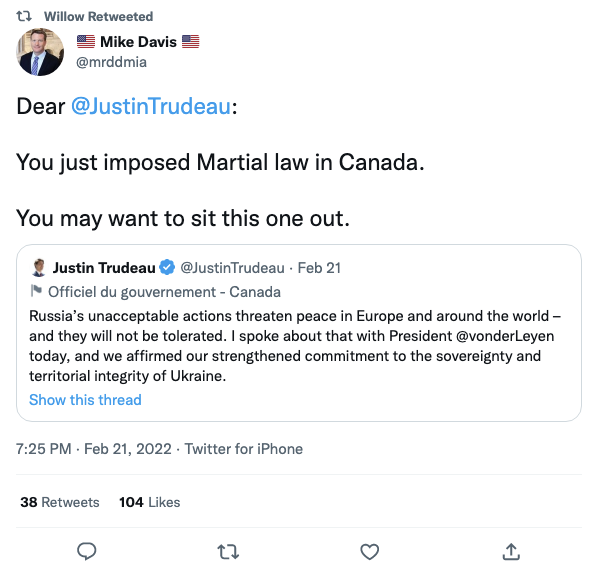 Willow Retweeted
Mike Davis
@mrddmia
Dear @JustinTrudeau:
You just imposed Martial law in Canada.
You may want to sit this one out.
Justin Trudeau @JustinTrudeau · Feb 21
Officiel du gouvernement - Canada
Russia's unacceptable actions threaten peace in Europe and around the world –
and they will not be tolerated. I spoke about that with President @vonderLeyen
today, and we affirmed our strengthened commitment to the sovereignty and
territorial integrity of Ukraine.
Show this thread
7:25 PM · Feb 21, 2022 · Twitter for iPhone
38 Retweets 104 Likes